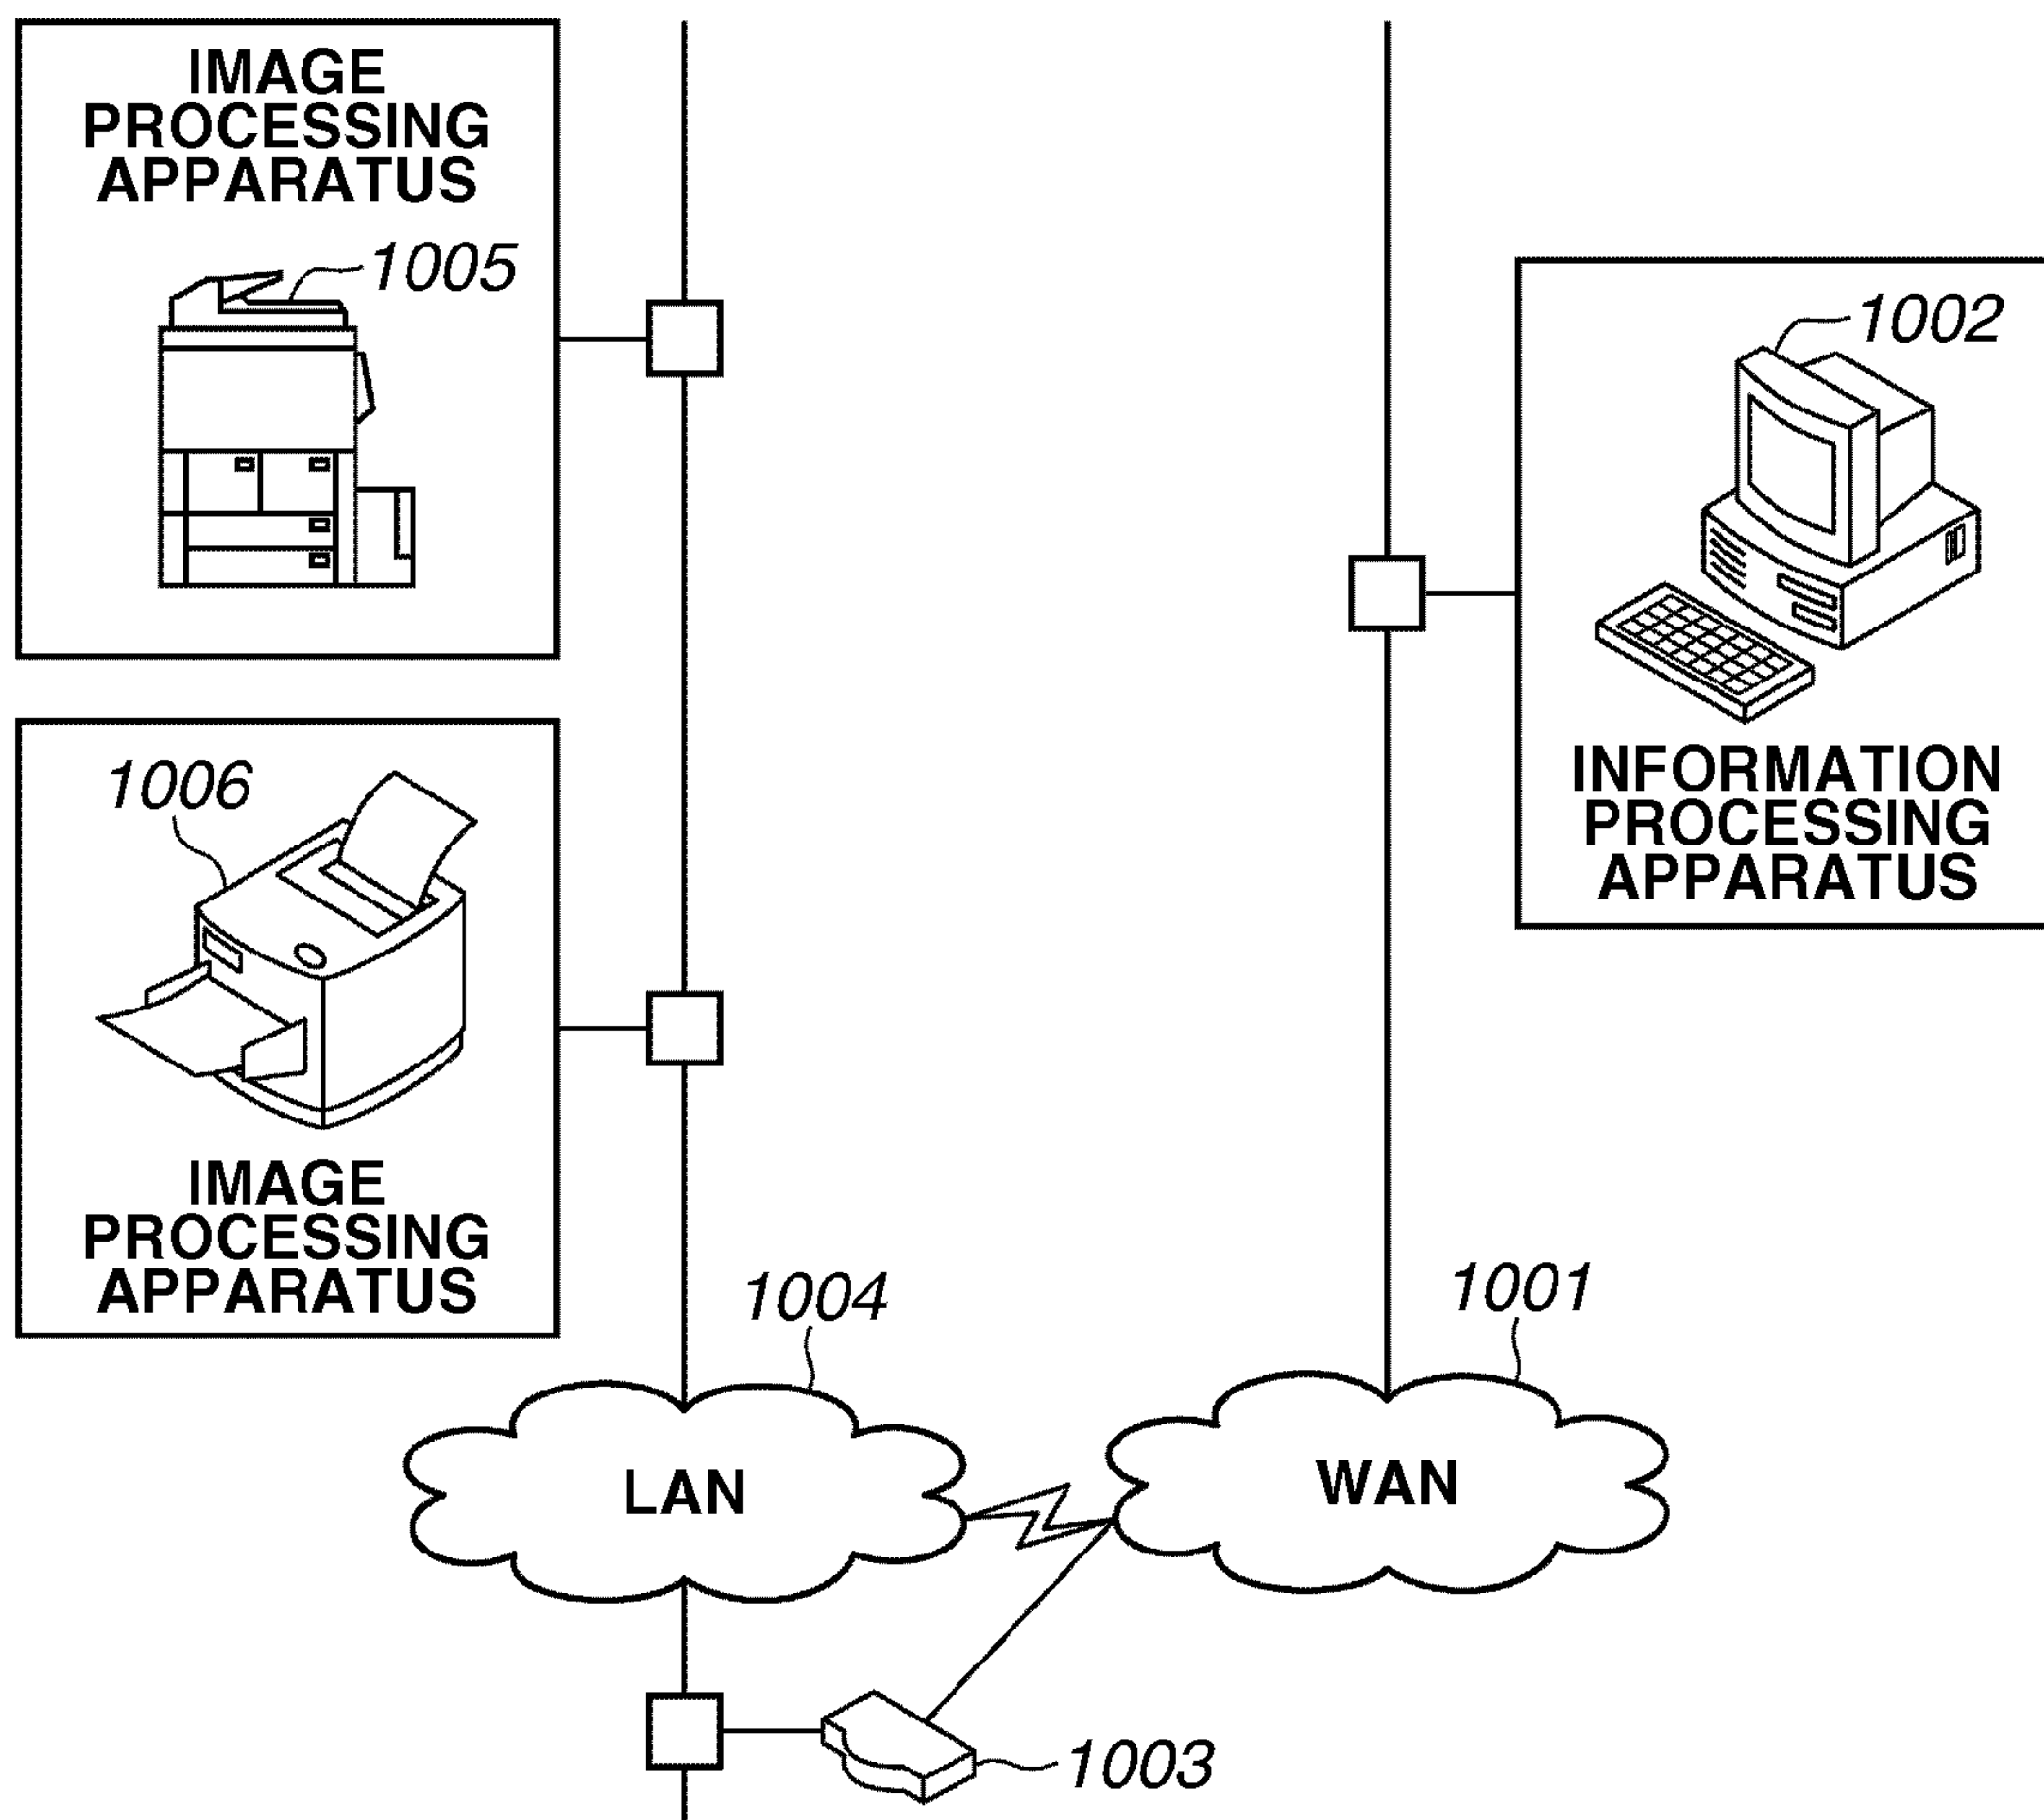 IMAGE
PROCESSING
APPARATUS
1005
1002
INFORMATION
PROCESSING
APPARATUS
1006
IMAGE
PROCESSING
APPARATUS
1004
1001
LAN
WAN
1003